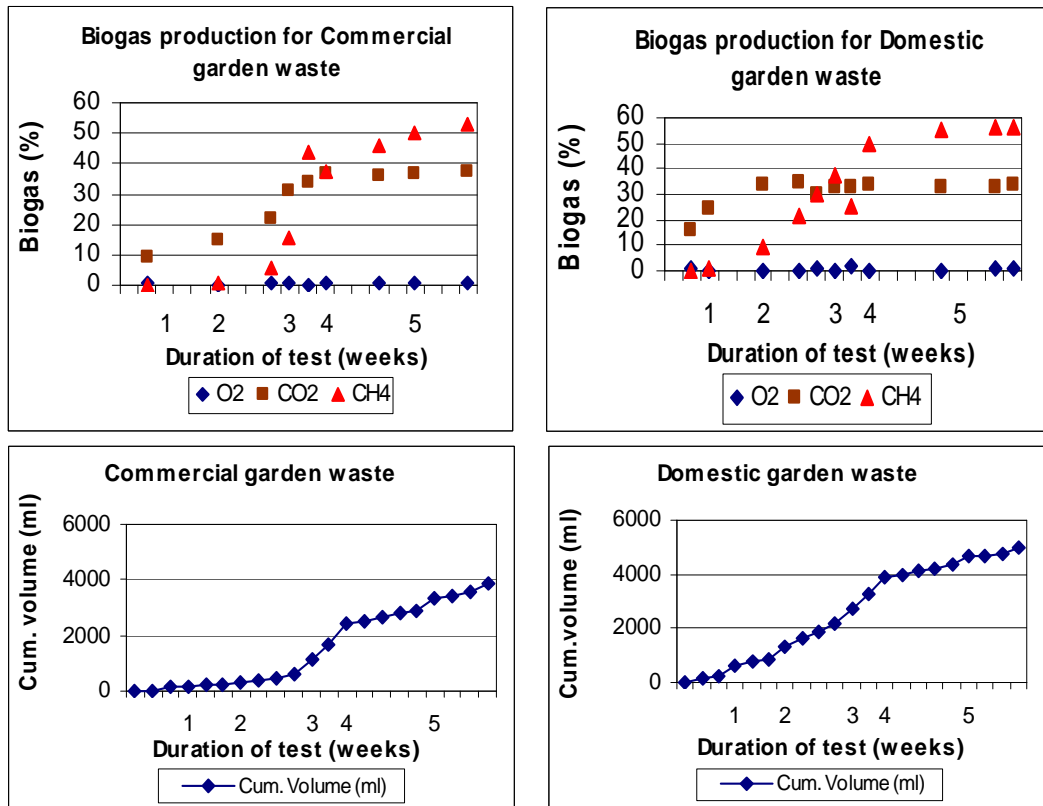 Biogas production for Commercial
garden waste
Biogas (%)
60
50
40
30
20
10
0
1 2 3 4 5
Duration of test (weeks)
O2 CO2 CH4
Biogas production for Domestic
garden waste
Biogas (%)
60
50
40
30
20
10
0
1 2 3 4 5
Duration of test (weeks)
O2 CO2 CH4
Commercial garden waste
Cum. volume (ml)
6000
4000
2000
0
1 2 3 4 5
Duration of test (weeks)
Cum. Volume (ml)
Domestic garden waste
Cum.volume (ml)
6000
4000
2000
0
1 2 3 4 5
Duration of test (weeks)
Cum. Volume (ml)